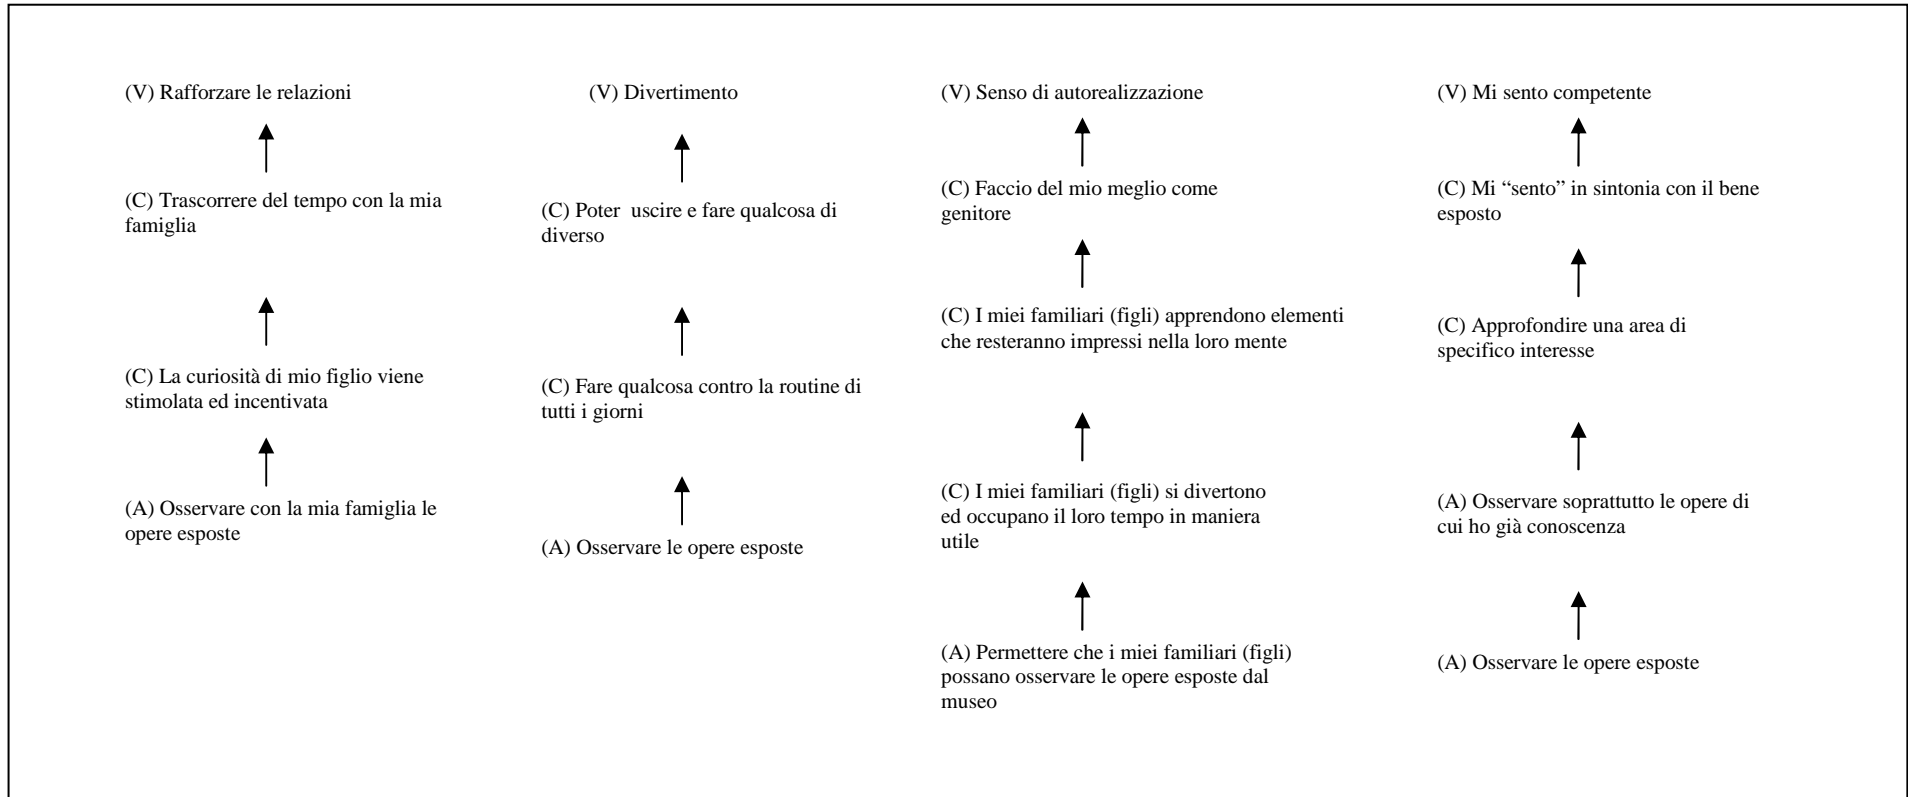 (V) Rafforzare le relazioni
(C) Trascorrere del tempo con la mia
famiglia
(C) La curiosità di mio figlio viene
stimolata ed incentivata
(A) Osservare con la mia famiglia le
opere esposte
(V) Divertimento
(C) Poter  uscire e fare qualcosa di
diverso
(C) Fare qualcosa contro la routine di
tutti i giorni
(A) Osservare le opere esposte
(V) Senso di autorealizzazione
(C) Faccio del mio meglio come
genitore
(C) I miei familiari (figli) apprendono elementi
che resteranno impressi nella loro mente
(C) I miei familiari (figli) si divertono
ed occupano il loro tempo in maniera
utile
(A) Permettere che i miei familiari (figli)
possano osservare le opere esposte dal
museo
(V) Mi sento competente
(C) Mi “sento” in sintonia con il bene
esposto
(C) Approfondire una area di
specifico interesse
(A) Osservare soprattutto le opere di
cui ho già conoscenza
(A) Osservare le opere esposte